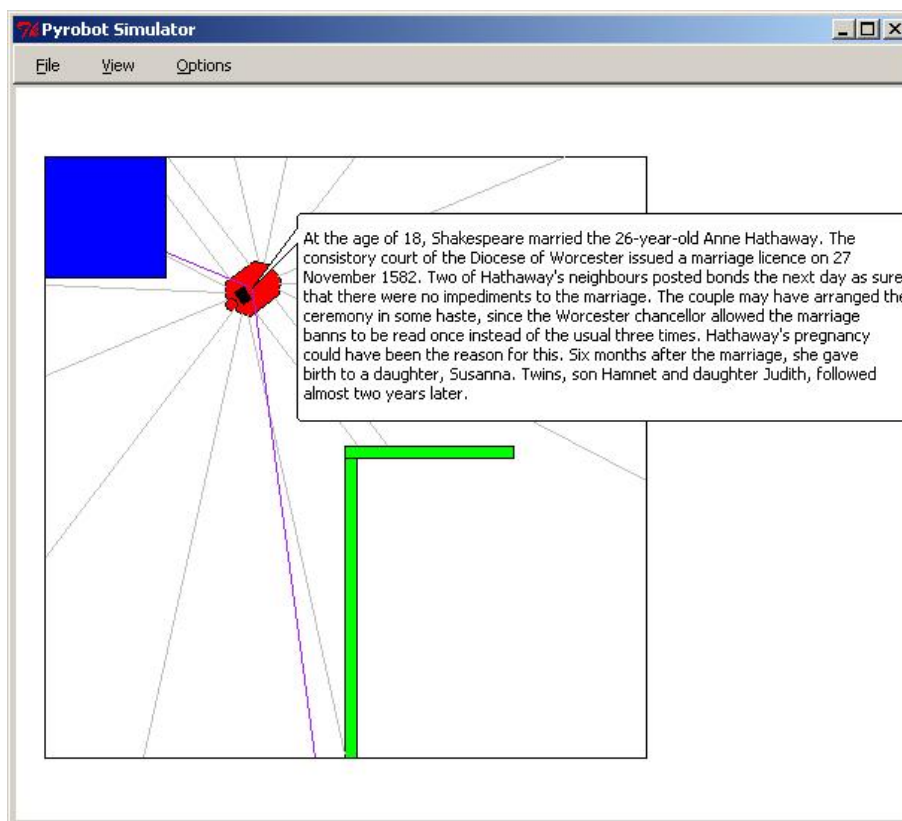 Pyrobot Simulator
File View Options
At the age of 18, Shakespeare married the 26-year-old Anne Hathaway. The
consistory court of the Diocese of Worcester issued a marriage licence on 27
November 1582. Two of Hathaway's neighbours posted bonds the next day as sure
that there were no impediments to the marriage. The couple may have arranged the
ceremony in some haste, since the Worcester chancellor allowed the marriage
banns to be read once instead of the usual three times. Hathaway's pregnancy
could have been the reason for this. Six months after the marriage, she gave
birth to a daughter, Susanna. Twins, son Hamnet and daughter Judith, followed
almost two years later.